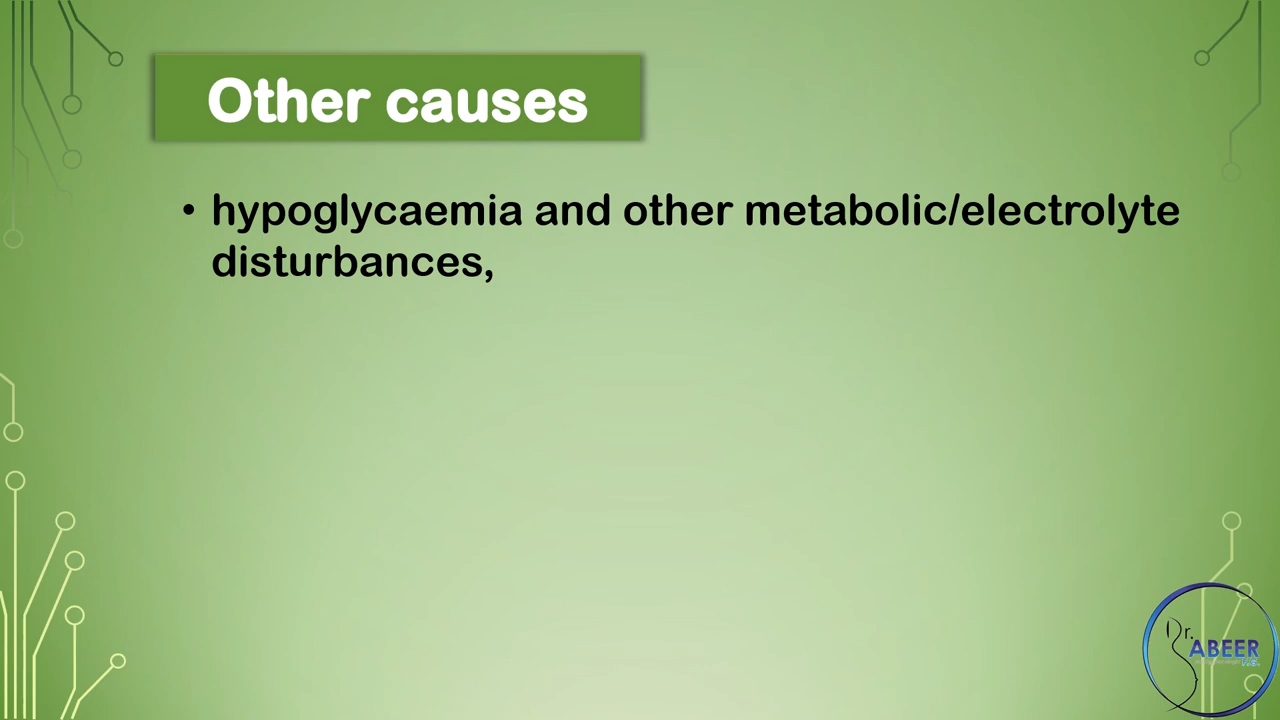 Other causes
• hypoglycaemia and other metabolic/electrolyte
disturbances,
Dr.
ABEER